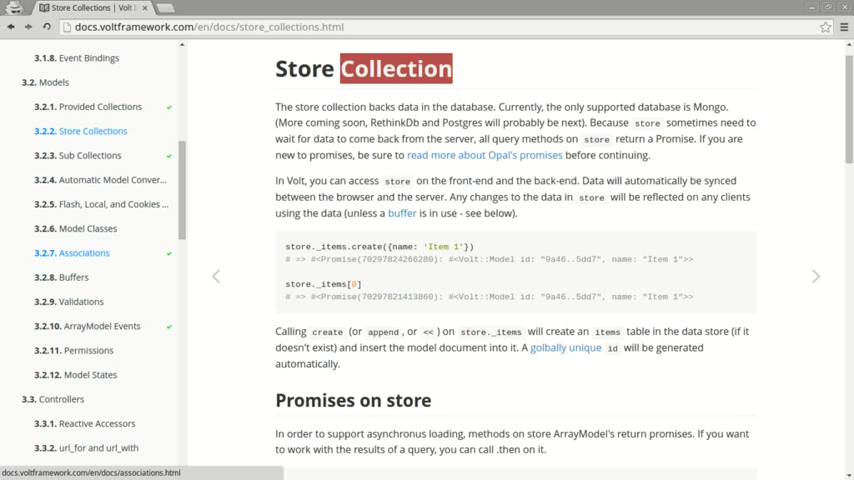 Store Collections | Volt
docs.voltframework.com/en/docs/store_collections.html
3.1.8. Event Bindings
3.2. Models
3.2.1. Provided Collections
3.2.2. Store Collections
3.2.3. Sub Collections
3.2.4. Automatic Model Conver...
3.2.5. Flash, Local, and Cookies ...
3.2.6. Model Classes
3.2.7. Associations
3.2.8. Buffers
3.2.9. Validations
3.2.10. ArrayModel Events
3.2.11. Permissions
3.2.12. Model States
3.3. Controllers
3.3.1. Reactive Accessors
3.3.2. url_for and url_with
docs.voltframework.com/en/docs/associations.html
Store Collection
The store collection backs data in the database. Currently, the only supported database is Mongo.
(More coming soon, RethinkDb and Postgres will probably be next). Because store sometimes need to
wait for data to come back from the server, all query methods on store return a Promise. If you are
new to promises, be sure to read more about Opal's promises before continuing.
In Volt, you can access store on the front-end and the back-end. Data will automatically be synced
between the browser and the server. Any changes to the data in store will be reflected on any clients
using the data (unless a buffer is in use - see below).
store._items.create({name: 'Item 1'})
# => #<Promise(70297824266280): #<Volt::Model id: "9a46..5dd7", name: "Item 1">>
store._items[0]
# => #<Promise(70297821413860): #<Volt::Model id: "9a46..5dd7", name: "Item 1">>
Calling create (or append, or <<) on store._items will create an items table in the data store (if it
doesn't exist) and insert the model document into it. A golbally unique id will be generated
automatically.
Promises on store
In order to support asynchronus loading, methods on store ArrayModel's return promises. If you want
to work with the results of a query, you can call .then on it.